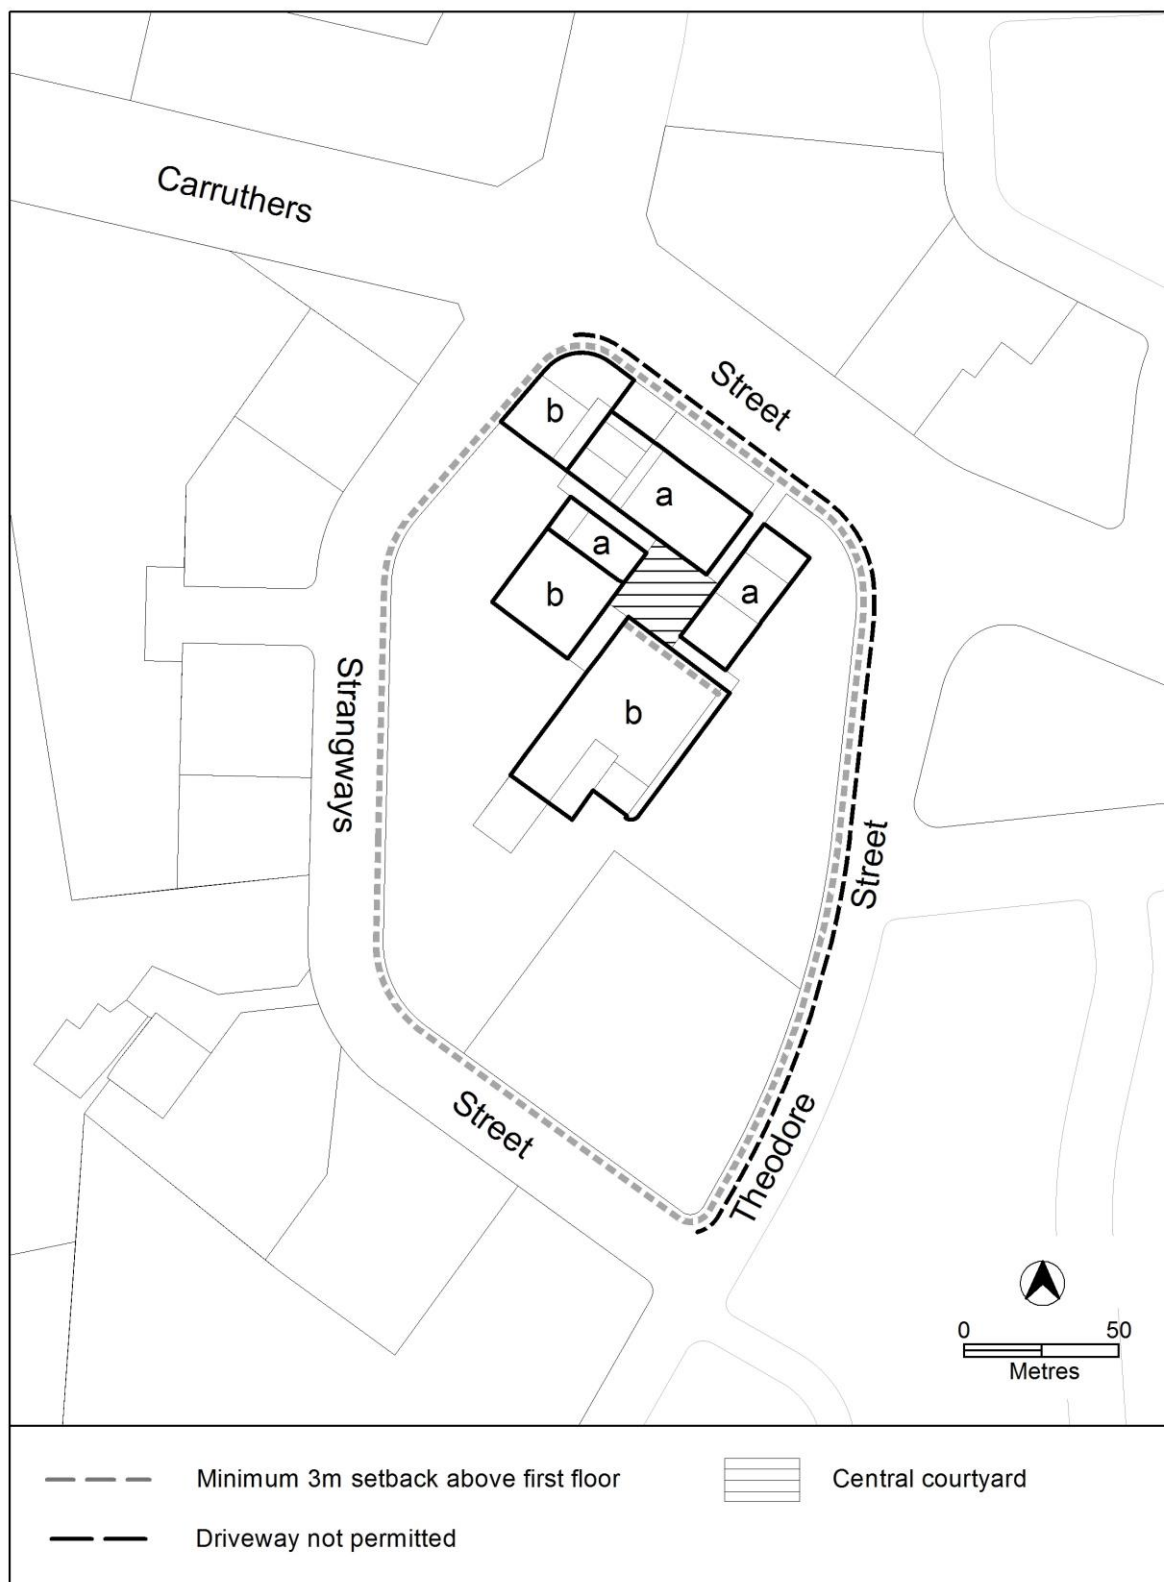 Carruthers
Street
b
a
a
b
a
b
Strangways
Street
Street
Theodore
0 50
Metres
Minimum 3m setback above first floor
Central courtyard
Driveway not permitted